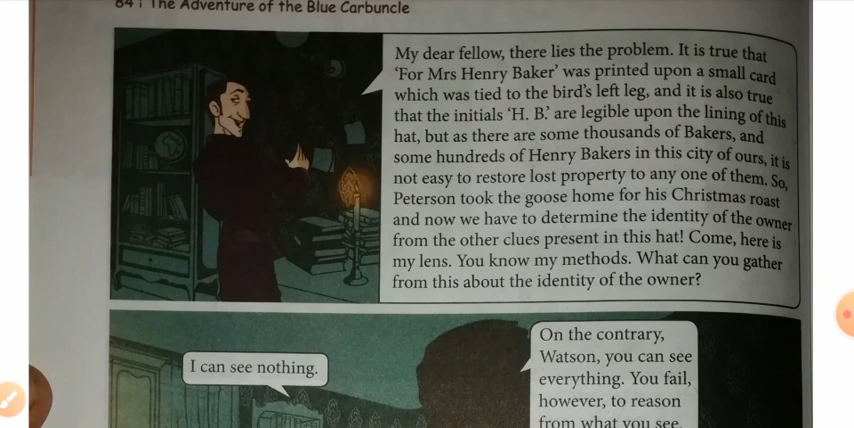 84 : The Adventure of the Blue Carbuncle
My dear fellow, there lies the problem. It is true that
‘For Mrs Henry Baker’ was printed upon a small card
which was tied to the bird’s left leg, and it is also true
that the initials ‘H. B.’ are legible upon the lining of this
hat, but as there are some thousands of Bakers, and
some hundreds of Henry Bakers in this city of ours, it is
not easy to restore lost property to any one of them. So,
Peterson took the goose home for his Christmas roast
and now we have to determine the identity of the owner
from the other clues present in this hat! Come, here is
my lens. You know my methods. What can you gather
from this about the identity of the owner?
I can see nothing.
On the contrary,
Watson, you can see
everything. You fail,
however, to reason
from what you see.